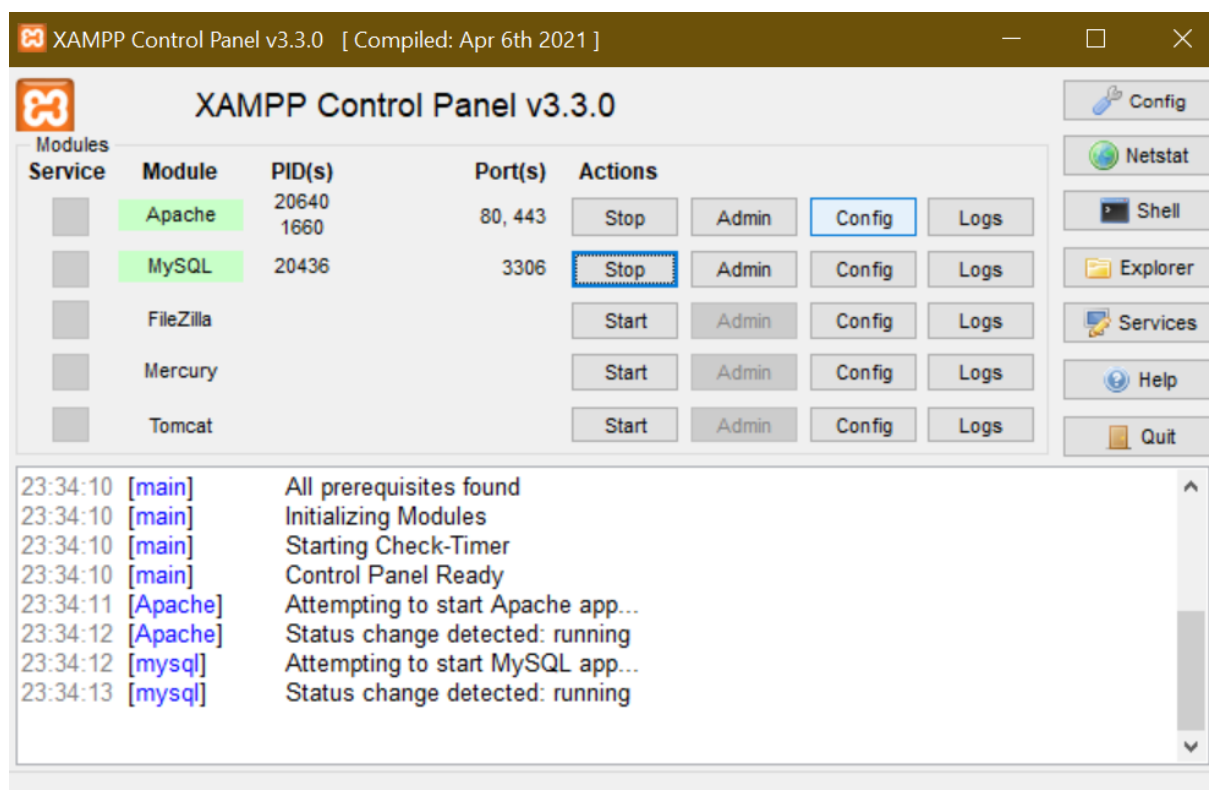 XAMPP Control Panel v3.3.0 [ Compiled: Apr 6th 2021 ]
XAMPP Control Panel v3.3.0
Config
Modules
Service Module PID(s) Port(s) Actions
Netstat
Apache 20640 1660 80, 443 Stop Admin Config Logs
Shell
MySQL 20436 3306 Stop Admin Config Logs
Explorer
FileZilla Start Admin Config Logs
Services
Mercury Start Admin Config Logs
Help
Tomcat Start Admin Config Logs
Quit
23:34:10 [main] All prerequisites found
23:34:10 [main] Initializing Modules
23:34:10 [main] Starting Check-Timer
23:34:10 [main] Control Panel Ready
23:34:11 [Apache] Attempting to start Apache app...
23:34:12 [Apache] Status change detected: running
23:34:12 [mysql] Attempting to start MySQL app...
23:34:13 [mysql] Status change detected: running